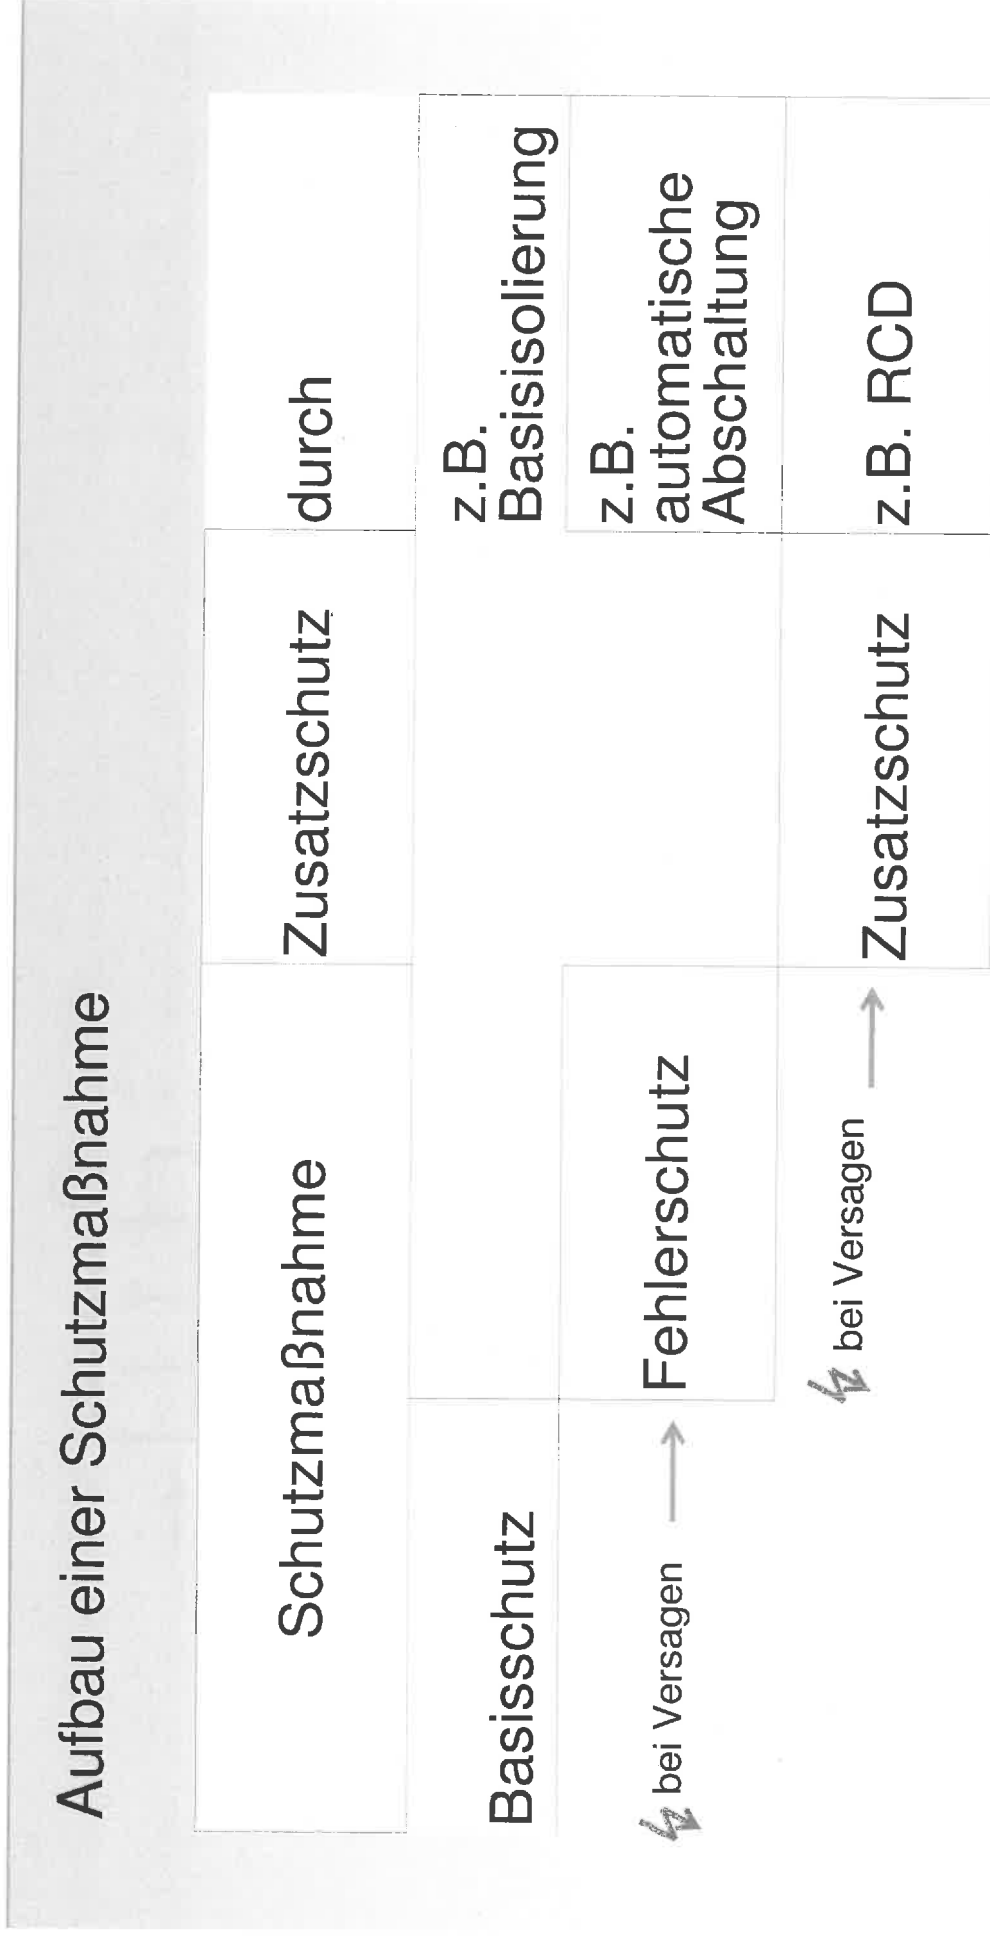 Aufbau einer Schutzmaßnahme
Schutzmaßnahme Zusatzschutz durch
Basisschutz z.B. Basisisolierung
bei Versagen Fehlerschutz z.B. automatische Abschaltung
bei Versagen Zusatzschutz z.B. RCD